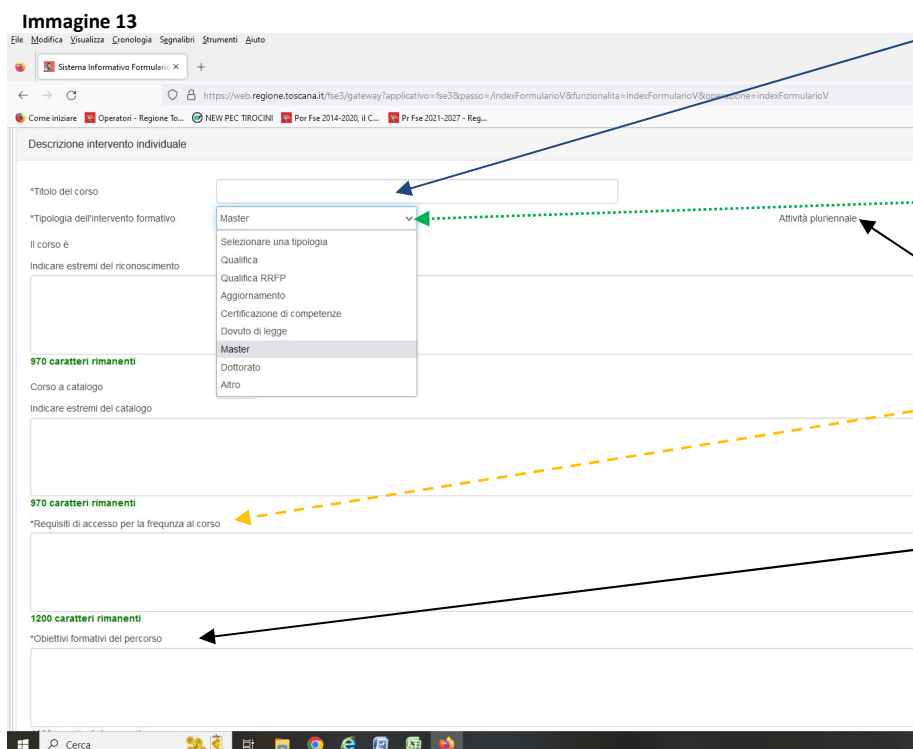 Immagine 13
File Modifica Visualizza Cronologia Segnalibri Strumenti Aiuto
Sistema Informativo Formulario × +
https://web.regione.toscana.it/fse3/gateway?applicativo=fse3&passo=/indexFormularioV&funzionalita=indexFormularioV&operazione=indexFormularioV
Come iniziare Operatori - Regione To... NEW PEC TIROCINI Por Fse 2014-2020, il C... Pr Fse 2021-2027 - Reg...
Descrizione intervento individuale
*Titolo del corso
*Tipologia dell'intervento formativo Master Attività pluriennale
Il corso è Selezionare una tipologia
Qualifica
Indicare estremi del riconoscimento
Qualifica RRFP
Aggiornamento
Certificazione di competenze
Dovuto di legge
Master
970 caratteri rimanenti
Dottorato
Corso a catalogo Altro
Indicare estremi del catalogo
970 caratteri rimanenti
*Requisiti di accesso per la frequnza al corso
1200 caratteri rimanenti
*Obiettivi formativi del percorso
Cerca